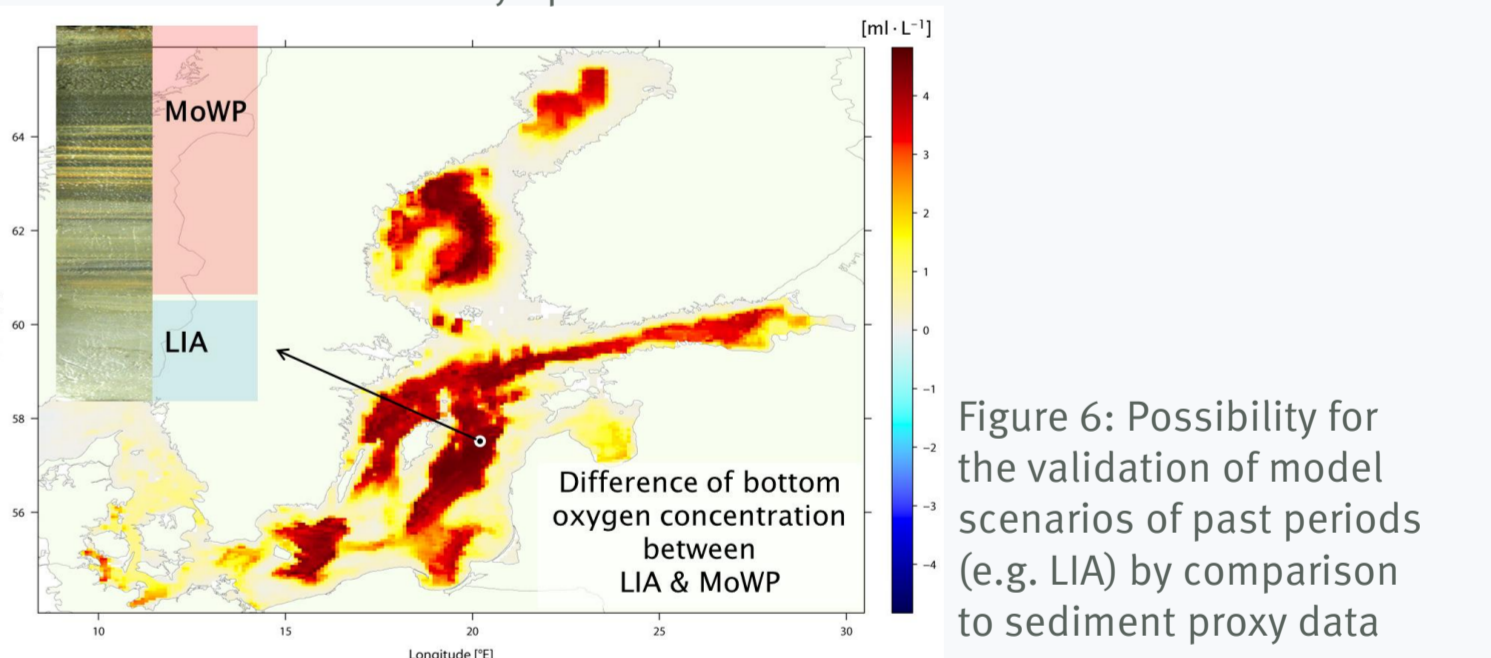 [ml · L⁻¹]
MoWP
LIA
64
62
60
58
56
4
3
2
1
0
−1
−2
−3
−4
Difference of bottom
oxygen concentration
between
LIA & MoWP
10
15
20
25
30
Longitude [°E]
Figure 6: Possibility for
the validation of model
scenarios of past periods
(e.g. LIA) by comparison
to sediment proxy data